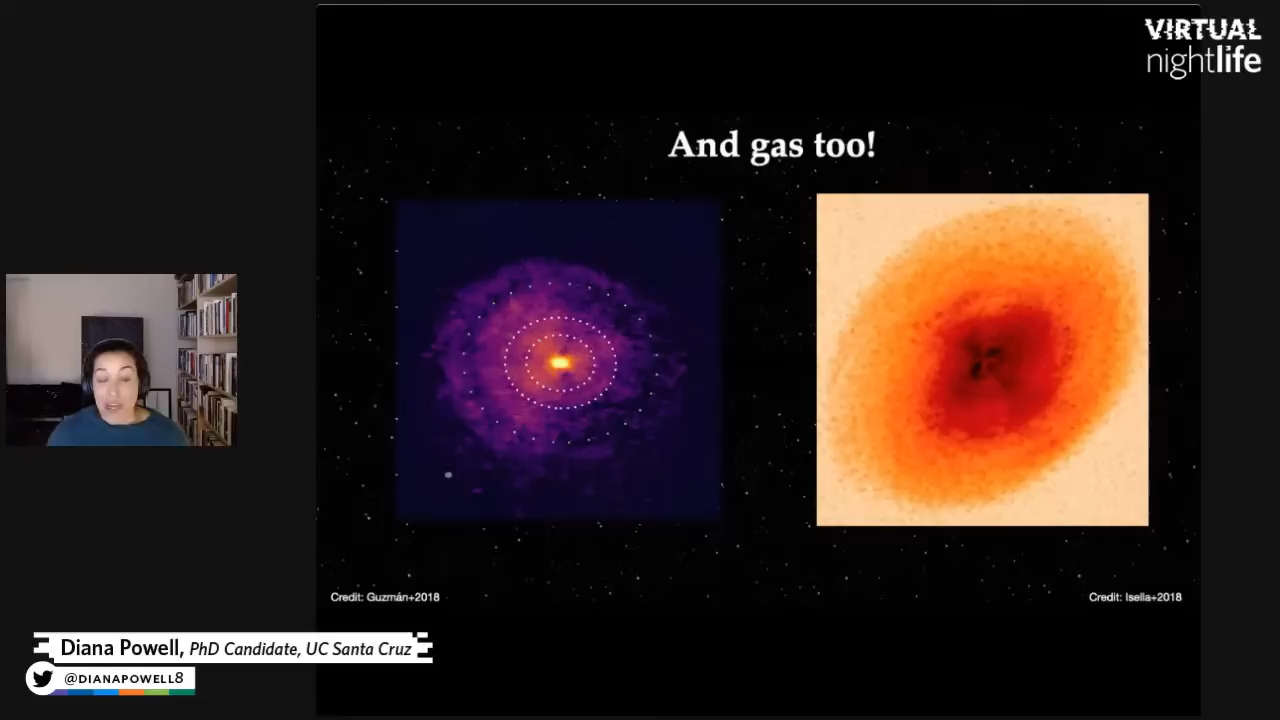 VIRTUAL
nightlife
And gas too!
Credit: Guzmán+2018
Credit: Isella+2018
Diana Powell, PhD Candidate, UC Santa Cruz
@DIANAPOWELL8